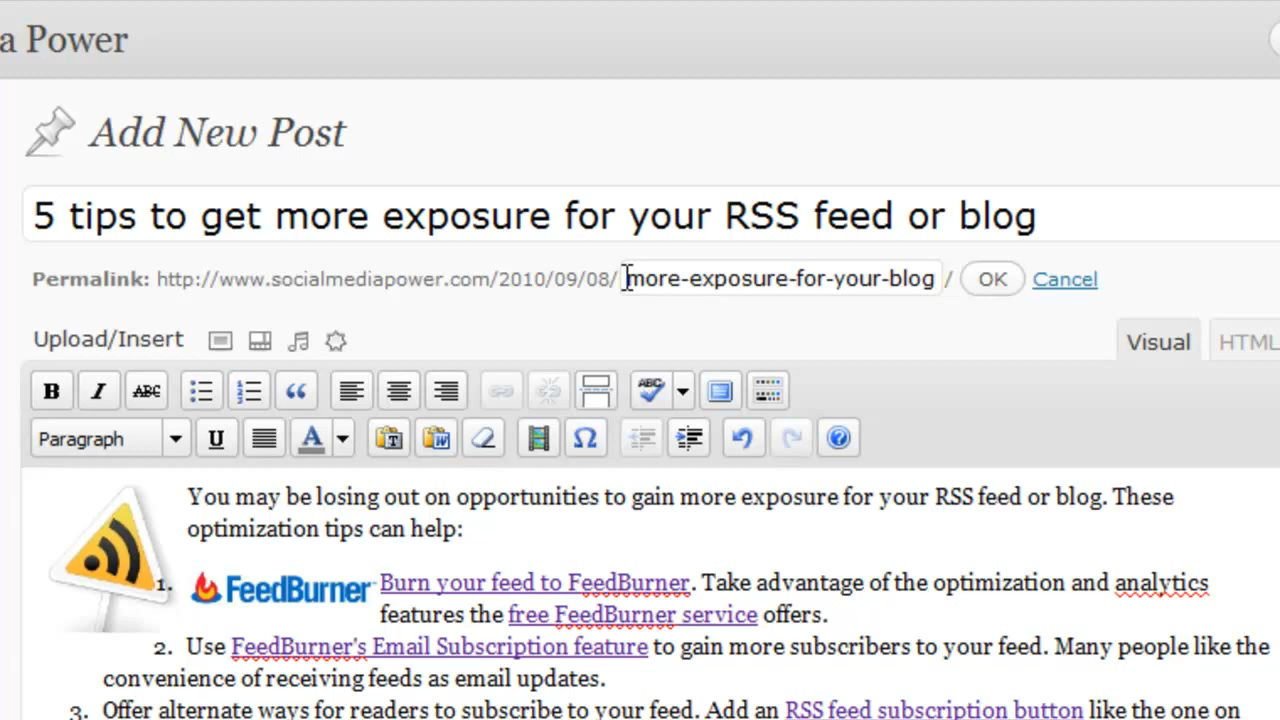 a Power
Add New Post
5 tips to get more exposure for your RSS feed or blog
Permalink: http://www.socialmediapower.com/2010/09/08/ more-exposure-for-your-blog / OK Cancel
Upload/Insert
Visual HTML
B I ABC ABC
Paragraph U A T W Ω ?
You may be losing out on opportunities to gain more exposure for your RSS feed or blog. These
optimization tips can help:
1. FeedBurner Burn your feed to FeedBurner. Take advantage of the optimization and analytics
features the free FeedBurner service offers.
2. Use FeedBurner's Email Subscription feature to gain more subscribers to your feed. Many people like the
convenience of receiving feeds as email updates.
3. Offer alternate ways for readers to subscribe to your feed. Add an RSS feed subscription button like the one on